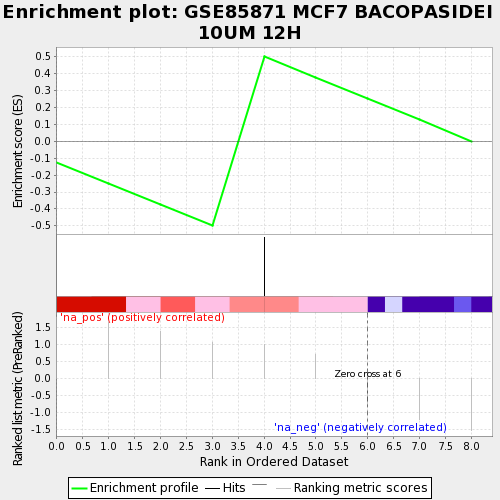 Enrichment plot: GSE85871 MCF7 BACOPASIDEI
10UM 12H
Enrichment score (ES)
0.5
0.4
0.3
0.2
0.1
0.0
-0.1
-0.2
-0.3
-0.4
-0.5
Ranked list metric (PreRanked)
1.5
1.0
0.5
0.0
-0.5
-1.0
-1.5
'na_pos' (positively correlated)
Zero cross at 6
'na_neg' (negatively correlated)
0.0 0.5 1.0 1.5 2.0 2.5 3.0 3.5 4.0 4.5 5.0 5.5 6.0 6.5 7.0 7.5 8.0
Rank in Ordered Dataset
Enrichment profile Hits Ranking metric scores